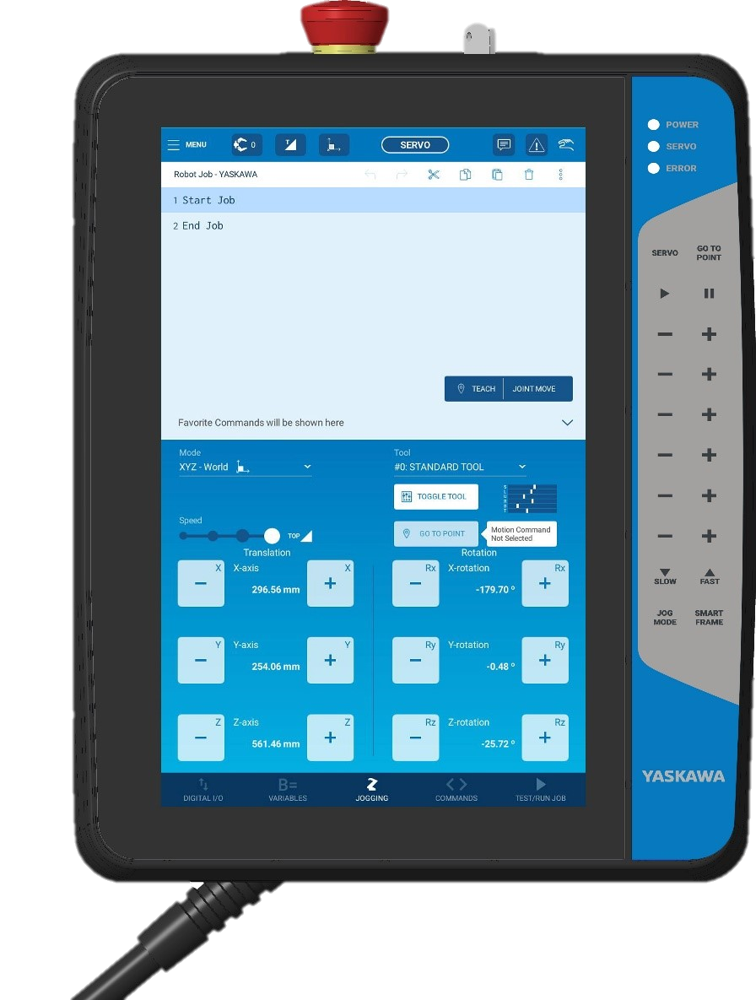 MENU
0
T
SERVO
Robot Job - YASKAWA
1 Start Job
2 End Job
TEACH
JOINT MOVE
Favorite Commands will be shown here
Mode
Tool
XYZ - World
#0: STANDARD TOOL
TOGGLE TOOL
S
L
U
R
B
T
Speed
TOP
GO TO POINT
Motion Command
Not Selected
Translation
Rotation
X
X-axis
296.56 mm
X
Rx
X-rotation
-179.70 °
Rx
Y
Y-axis
254.06 mm
Y
Ry
Y-rotation
-0.48 °
Ry
Z
Z-axis
561.46 mm
Z
Rz
Z-rotation
-25.72 °
Rz
DIGITAL I/O
B=
VARIABLES
JOGGING
COMMANDS
TEST/RUN JOB
POWER
SERVO
ERROR
SERVO
GO TO
POINT
SLOW
FAST
JOG
MODE
SMART
FRAME
YASKAWA